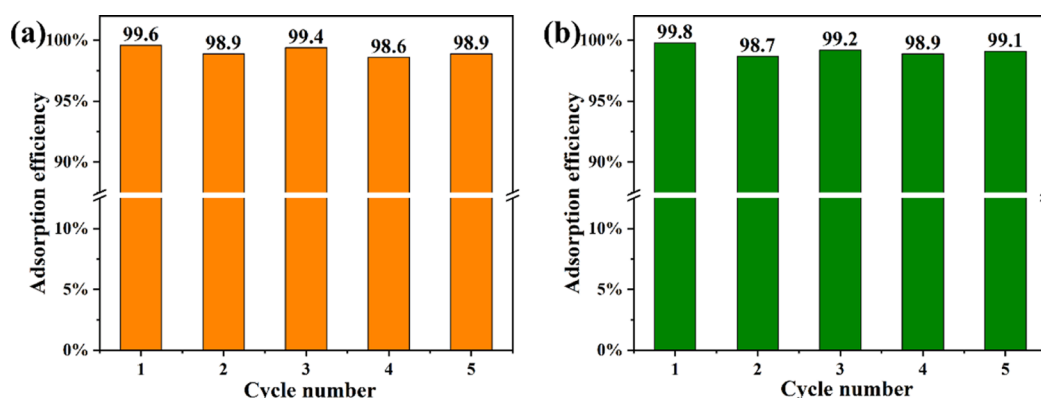 (a)
Adsorption efficiency
100%
95%
90%
10%
5%
0%
99.6 98.9 99.4 98.6 98.9
1 2 3 4 5
Cycle number
(b)
Adsorption efficiency
100%
95%
90%
10%
5%
0%
99.8 98.7 99.2 98.9 99.1
1 2 3 4 5
Cycle number